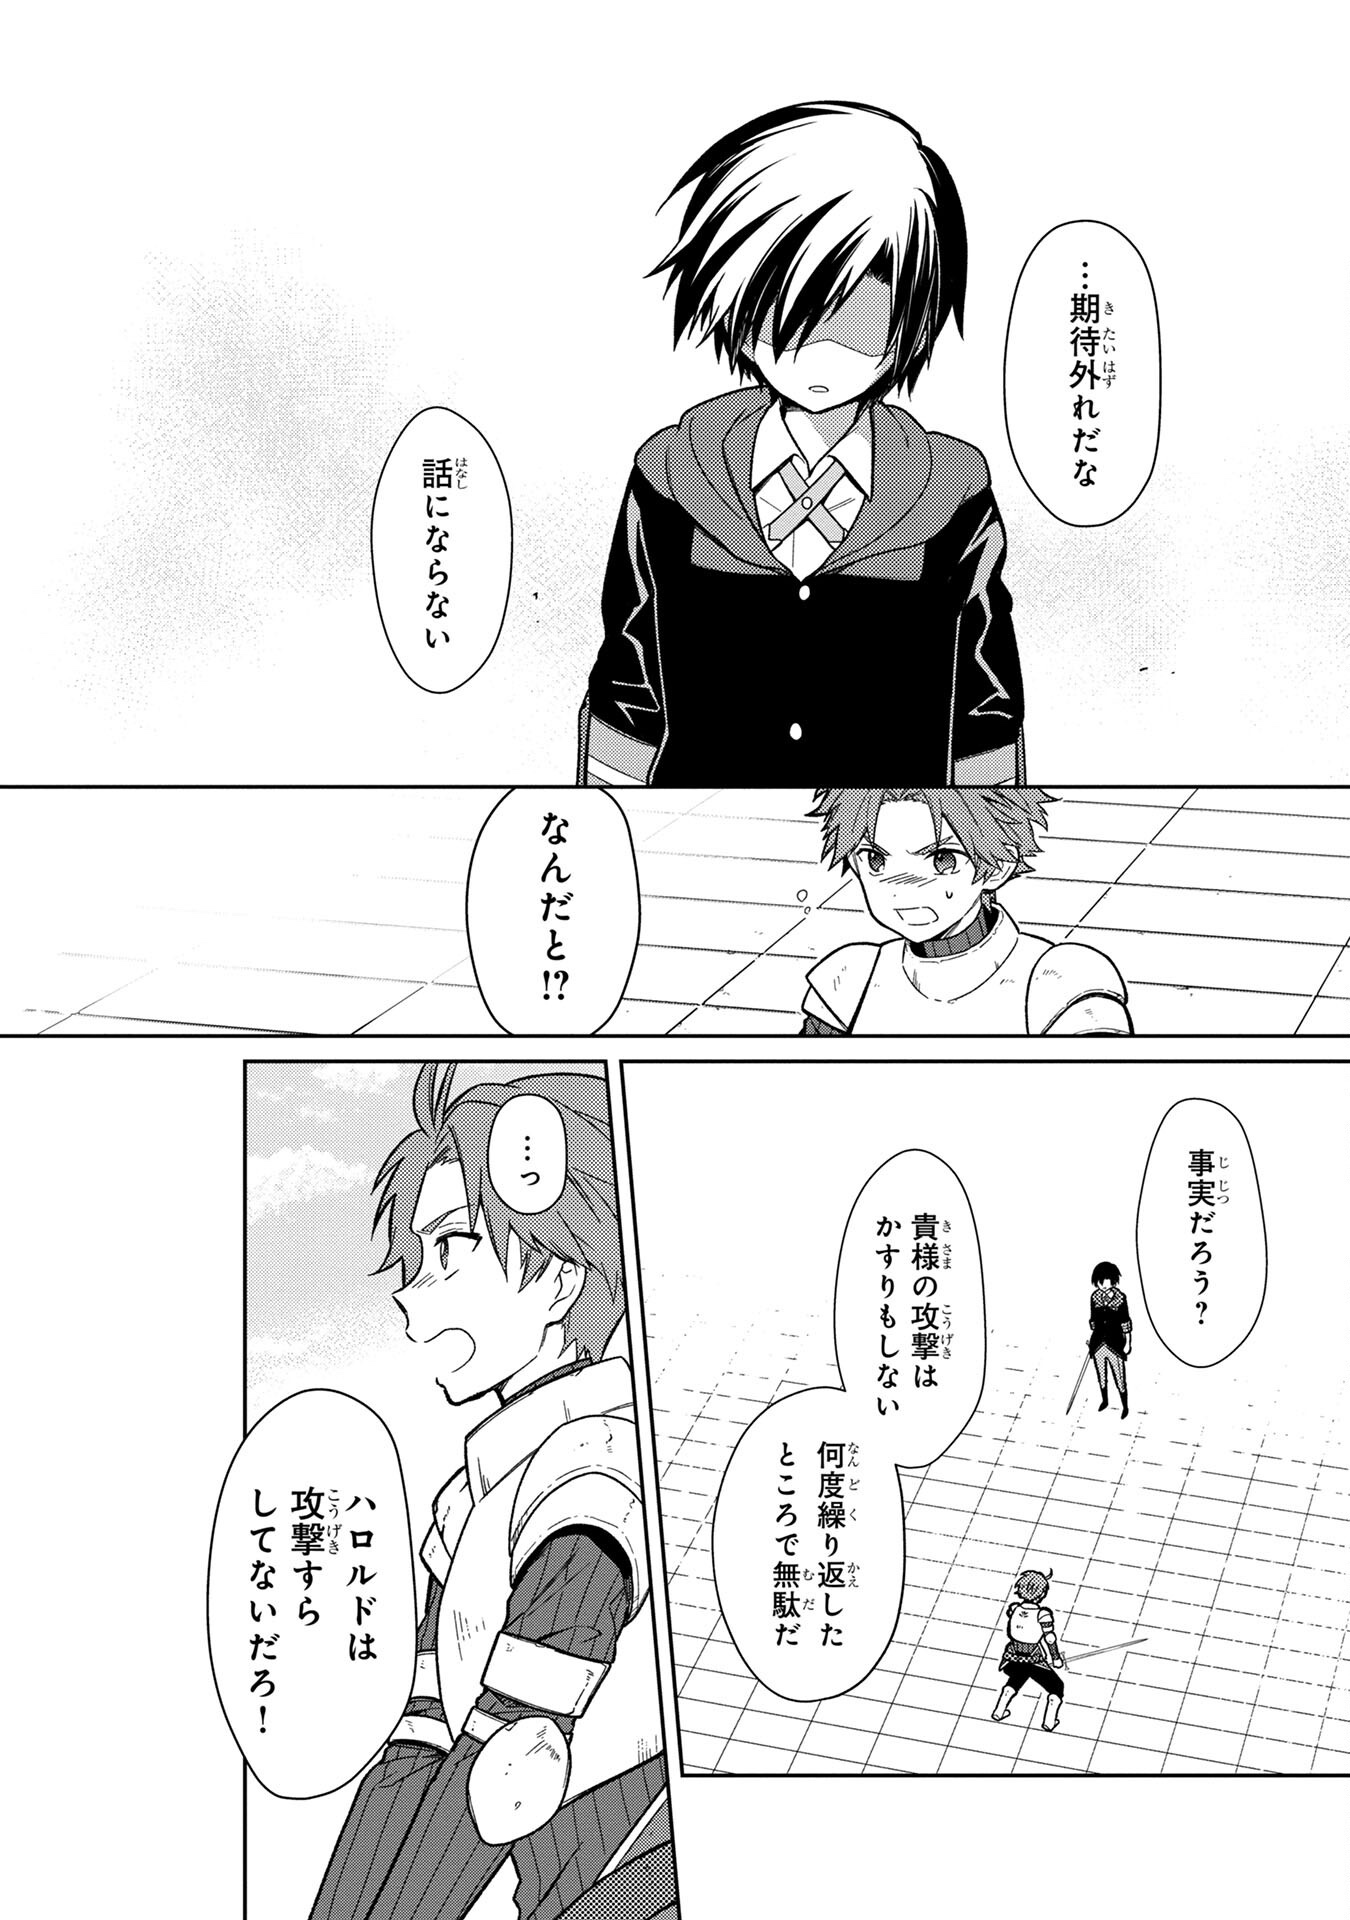 …期待外れだな
話にならない
なんだと!?
事実だろう？
貴様の攻撃は
かすりもしない
何度繰り返した
ところで無駄だ
…っ
ハロルドは
攻撃すら
してないだろ！